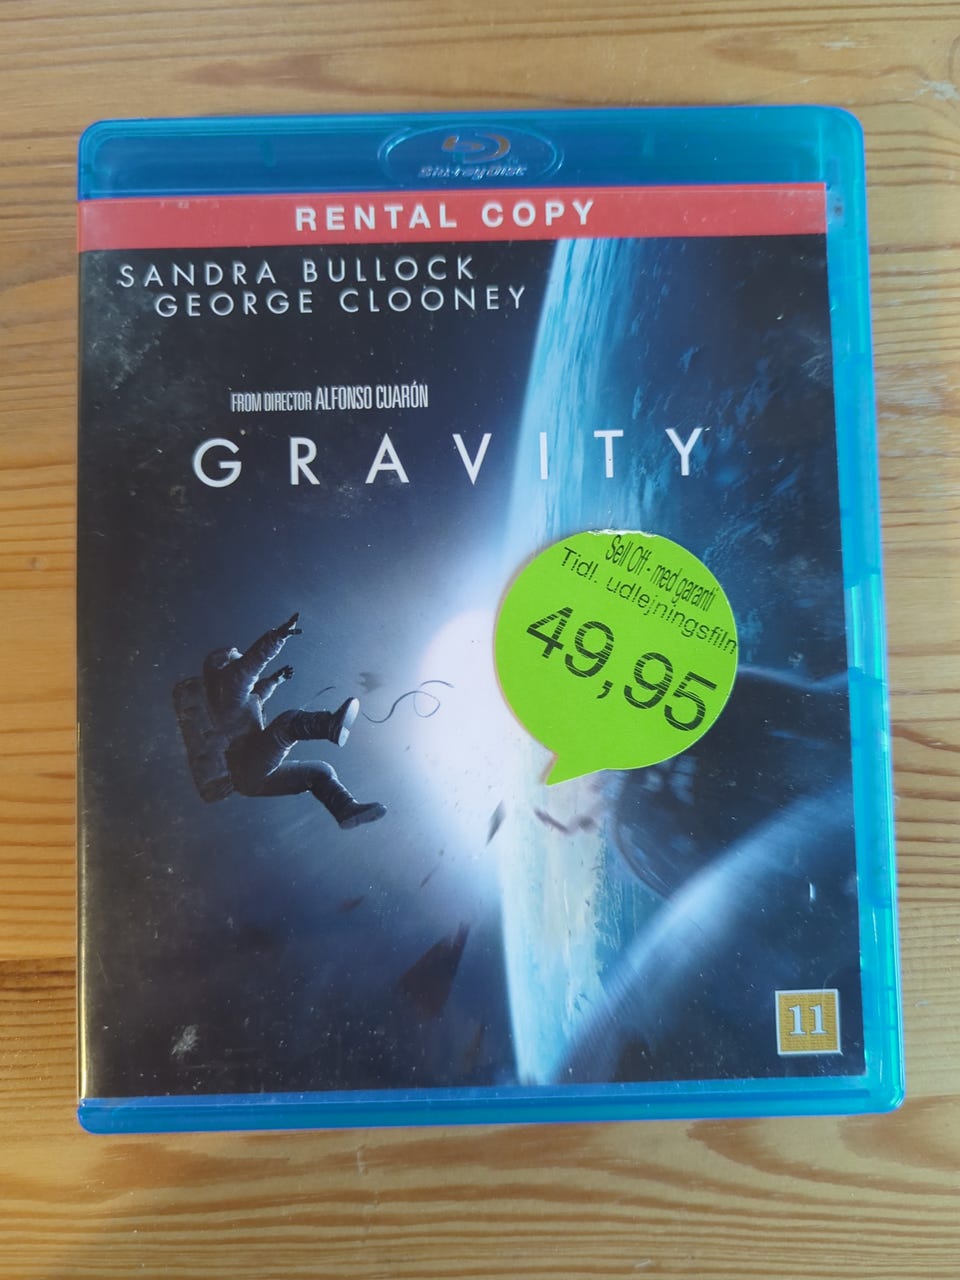 Blu-ray Disc
RENTAL COPY
SANDRA BULLOCK
GEORGE CLOONEY
FROM DIRECTOR ALFONSO CUARÓN
GRAVITY
Sell Off - med garanti
Tidl. udlejningsfilm
49,95
11